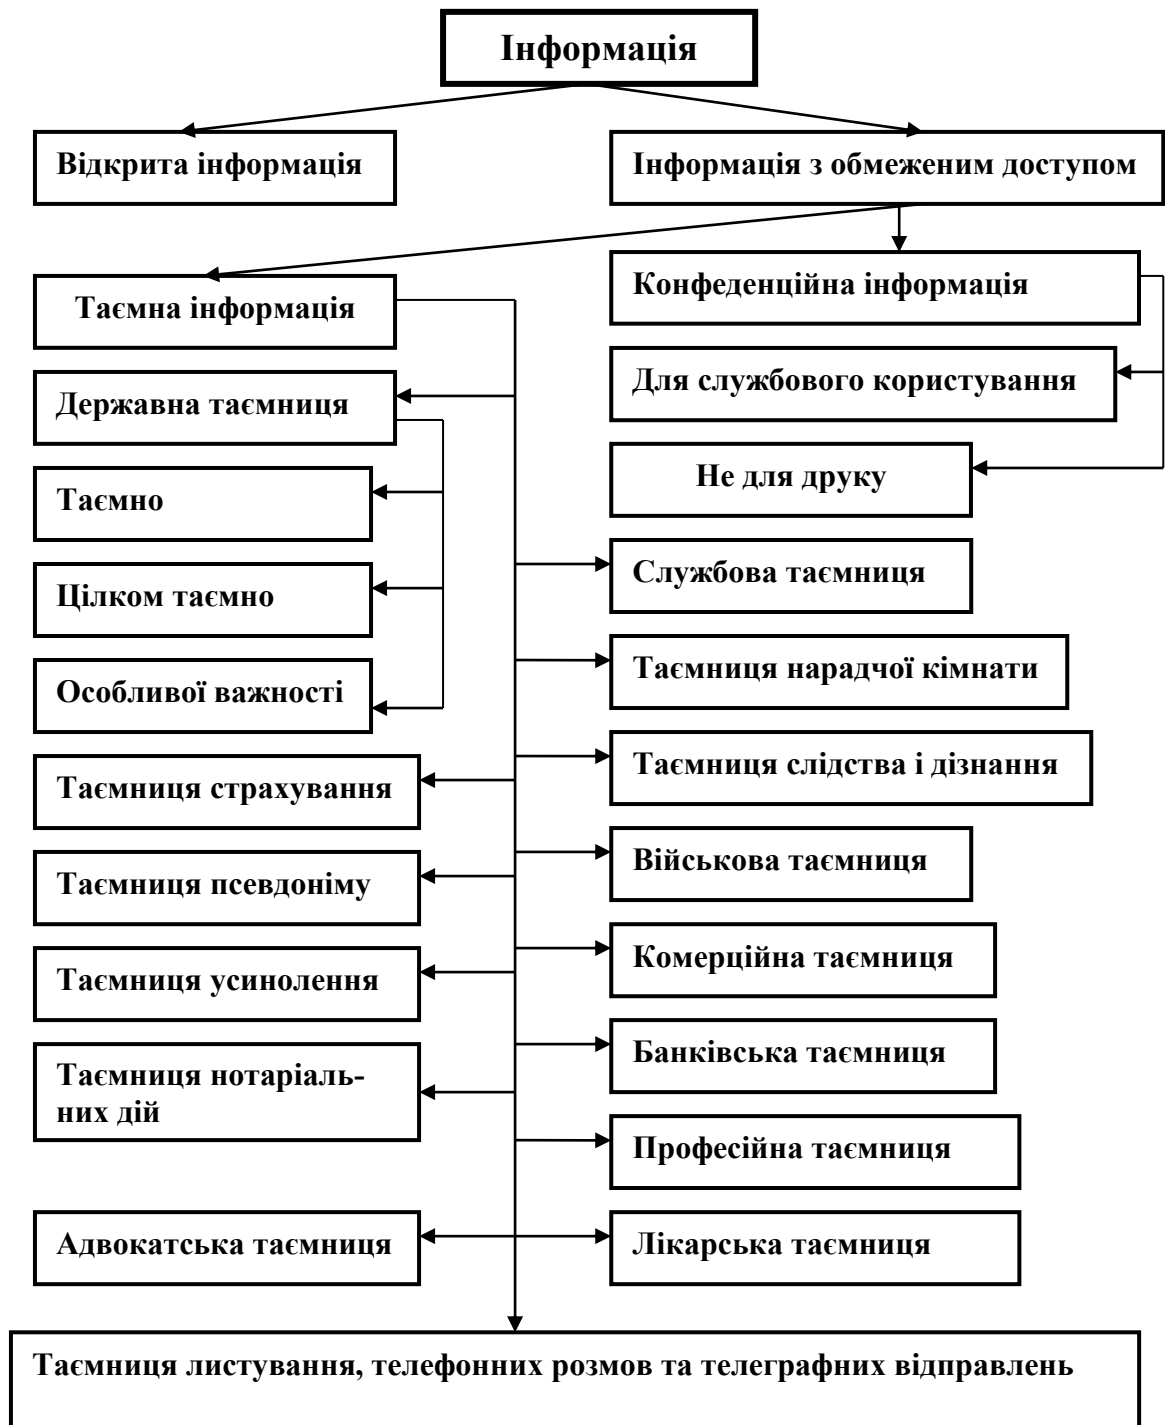 Інформація
Відкрита інформація
Інформація з обмеженим доступом
Таємна інформація
Конфеденційна інформація
Для службового користування
Державна таємниця
Не для друку
Таємно
Службова таємниця
Цілком таємно
Таємниця нарадчої кімнати
Особливої важності
Таємниця слідства і дізнання
Таємниця страхування
Військова таємниця
Таємниця псевдоніму
Комерційна таємниця
Таємниця усинолення
Банківська таємниця
Таємниця нотаріаль-
них дій
Професійна таємниця
Адвокатська таємниця
Лікарська таємниця
Таємниця листування, телефонних розмов та телеграфних відправлень